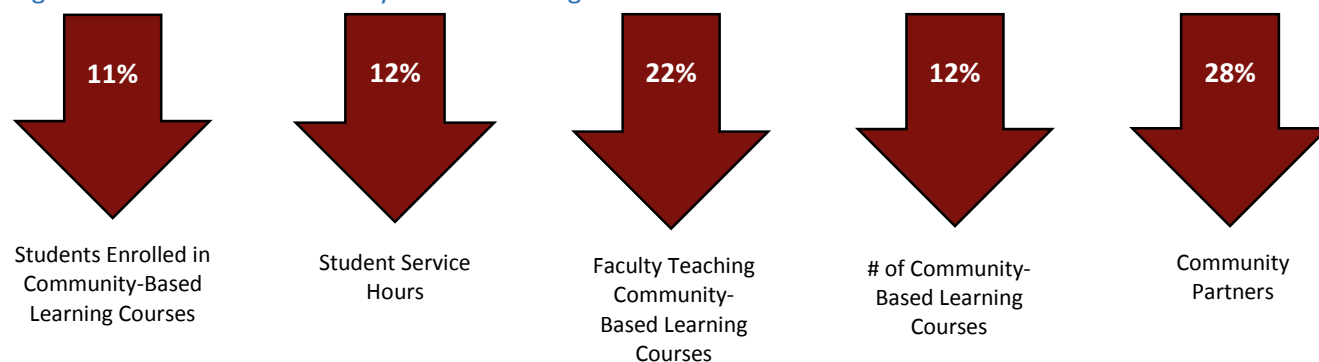 11%
12%
22%
12%
28%
Students Enrolled in
Community-Based
Learning Courses
Student Service
Hours
Faculty Teaching
Community-
Based Learning
Courses
# of Community-
Based Learning
Courses
Community
Partners